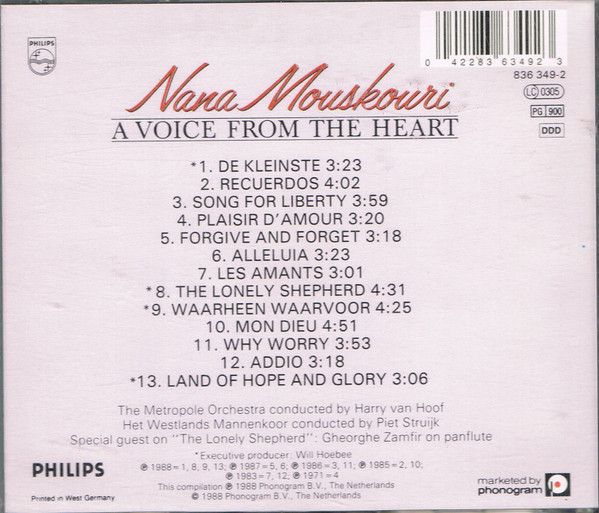 PHILIPS
0 42283 63492 3
836 349-2
LC 0305
PG 900
DDD
Nana Mouskouri
A VOICE FROM THE HEART
*1. DE KLEINSTE 3:23
2. RECUERDOS 4:02
3. SONG FOR LIBERTY 3:59
4. PLAISIR D'AMOUR 3:20
5. FORGIVE AND FORGET 3:18
6. ALLELUIA 3:23
7. LES AMANTS 3:01
*8. THE LONELY SHEPHERD 4:31
*9. WAARHEEN WAARVOOR 4:25
10. MON DIEU 4:51
11. WHY WORRY 3:53
12. ADDIO 3:18
*13. LAND OF HOPE AND GLORY 3:06
The Metropole Orchestra conducted by Harry van Hoof
Het Westlands Mannenkoor conducted by Piet Struijk
Special guest on "The Lonely Shepherd": Gheorghe Zamfir on panflute
*Executive producer: Will Hoebee
℗ 1988 = 1, 8, 9, 13; ℗ 1987 = 5, 6; ℗ 1986 = 3, 11; ℗ 1985 = 2, 10;
℗ 1983 = 7, 12; ℗ 1971 = 4
This compilation ℗ 1988 Phonogram B.V., The Netherlands
© 1988 Phonogram B.V., The Netherlands
PHILIPS
Printed in West Germany
marketed by
phonogram